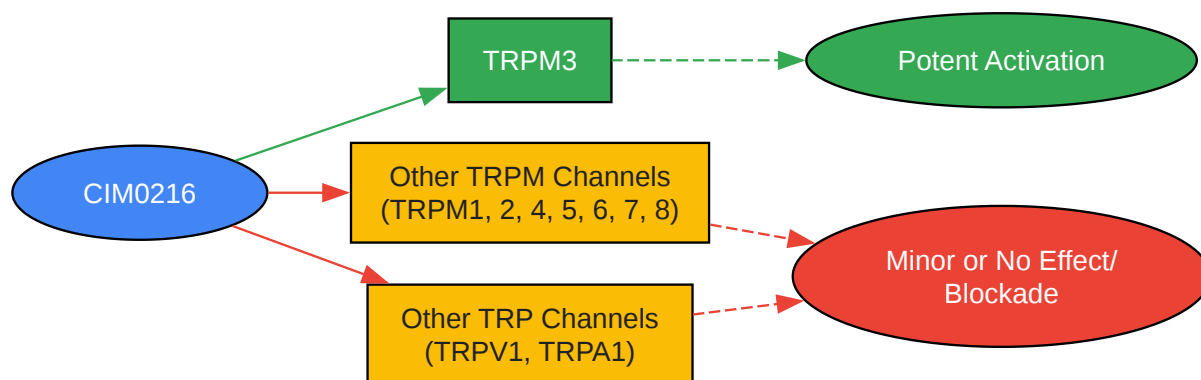 TRPM3
Potent Activation
CIM0216
Other TRPM Channels
(TRPM1, 2, 4, 5, 6, 7, 8)
Minor or No Effect/
Blockade
Other TRP Channels
(TRPV1, TRPA1)